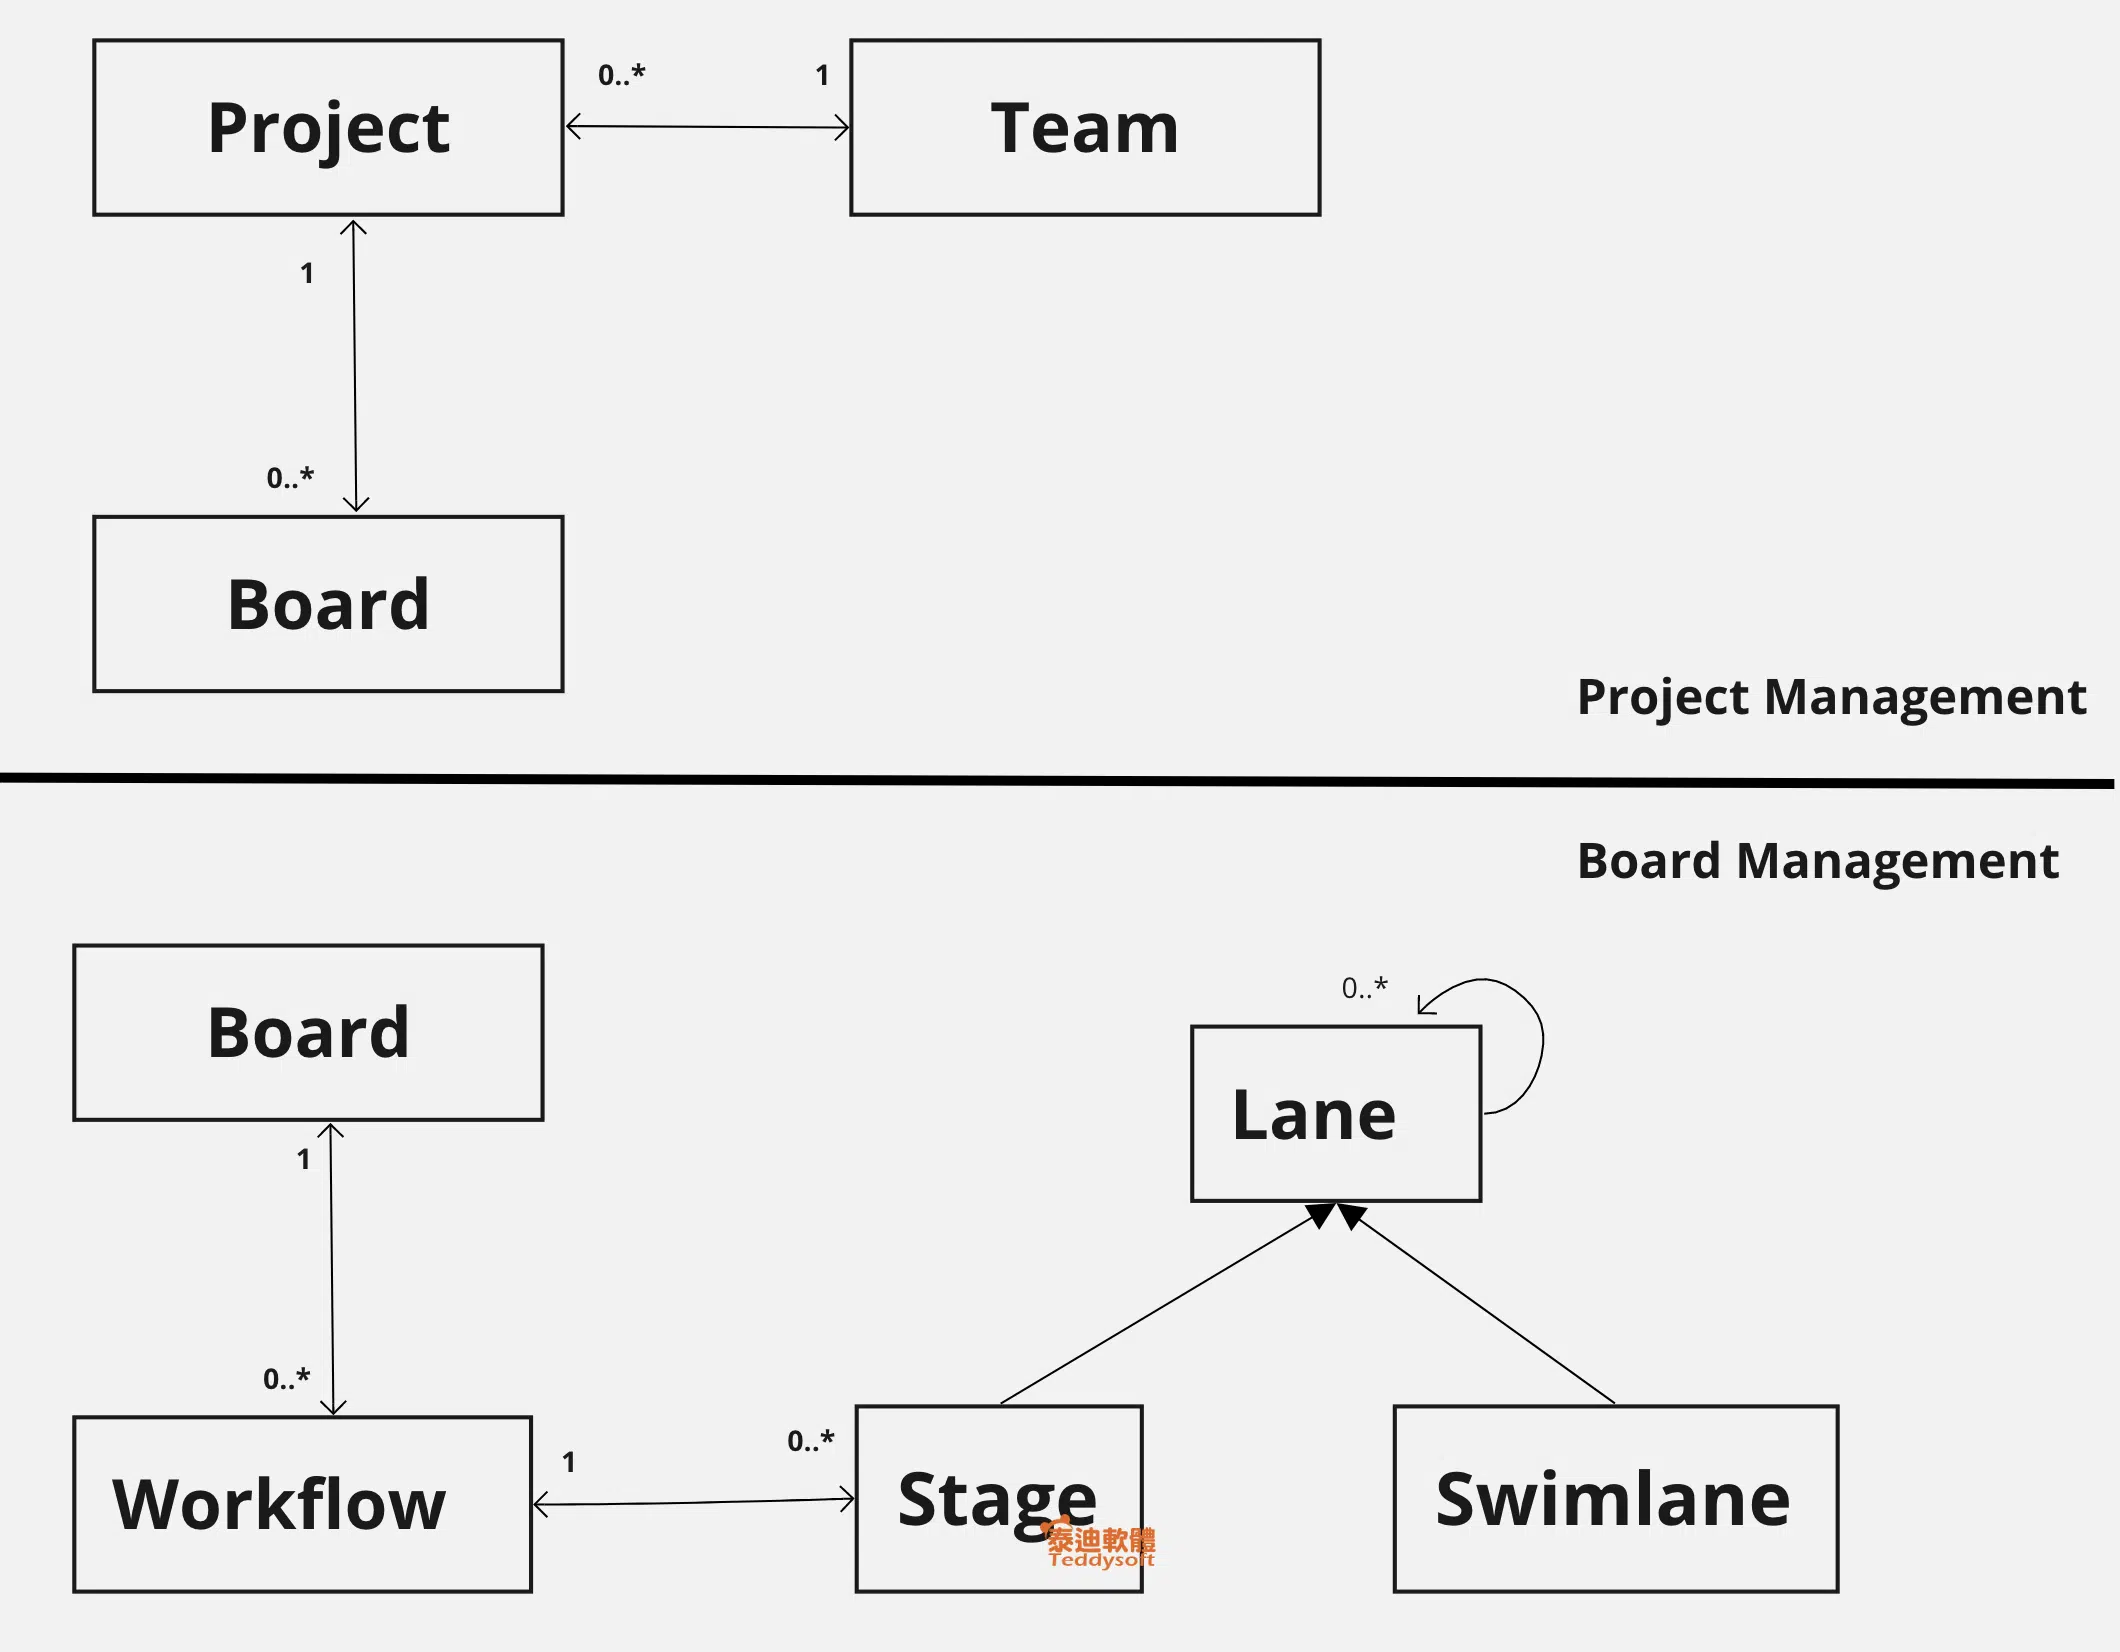 Project
0..*
1
Team
1
0..*
Board
Project Management
Board Management
Board
1
0..*
Workflow
1
0..*
Stage
0..*
Lane
Swimlane
泰迪軟體
Teddysoft